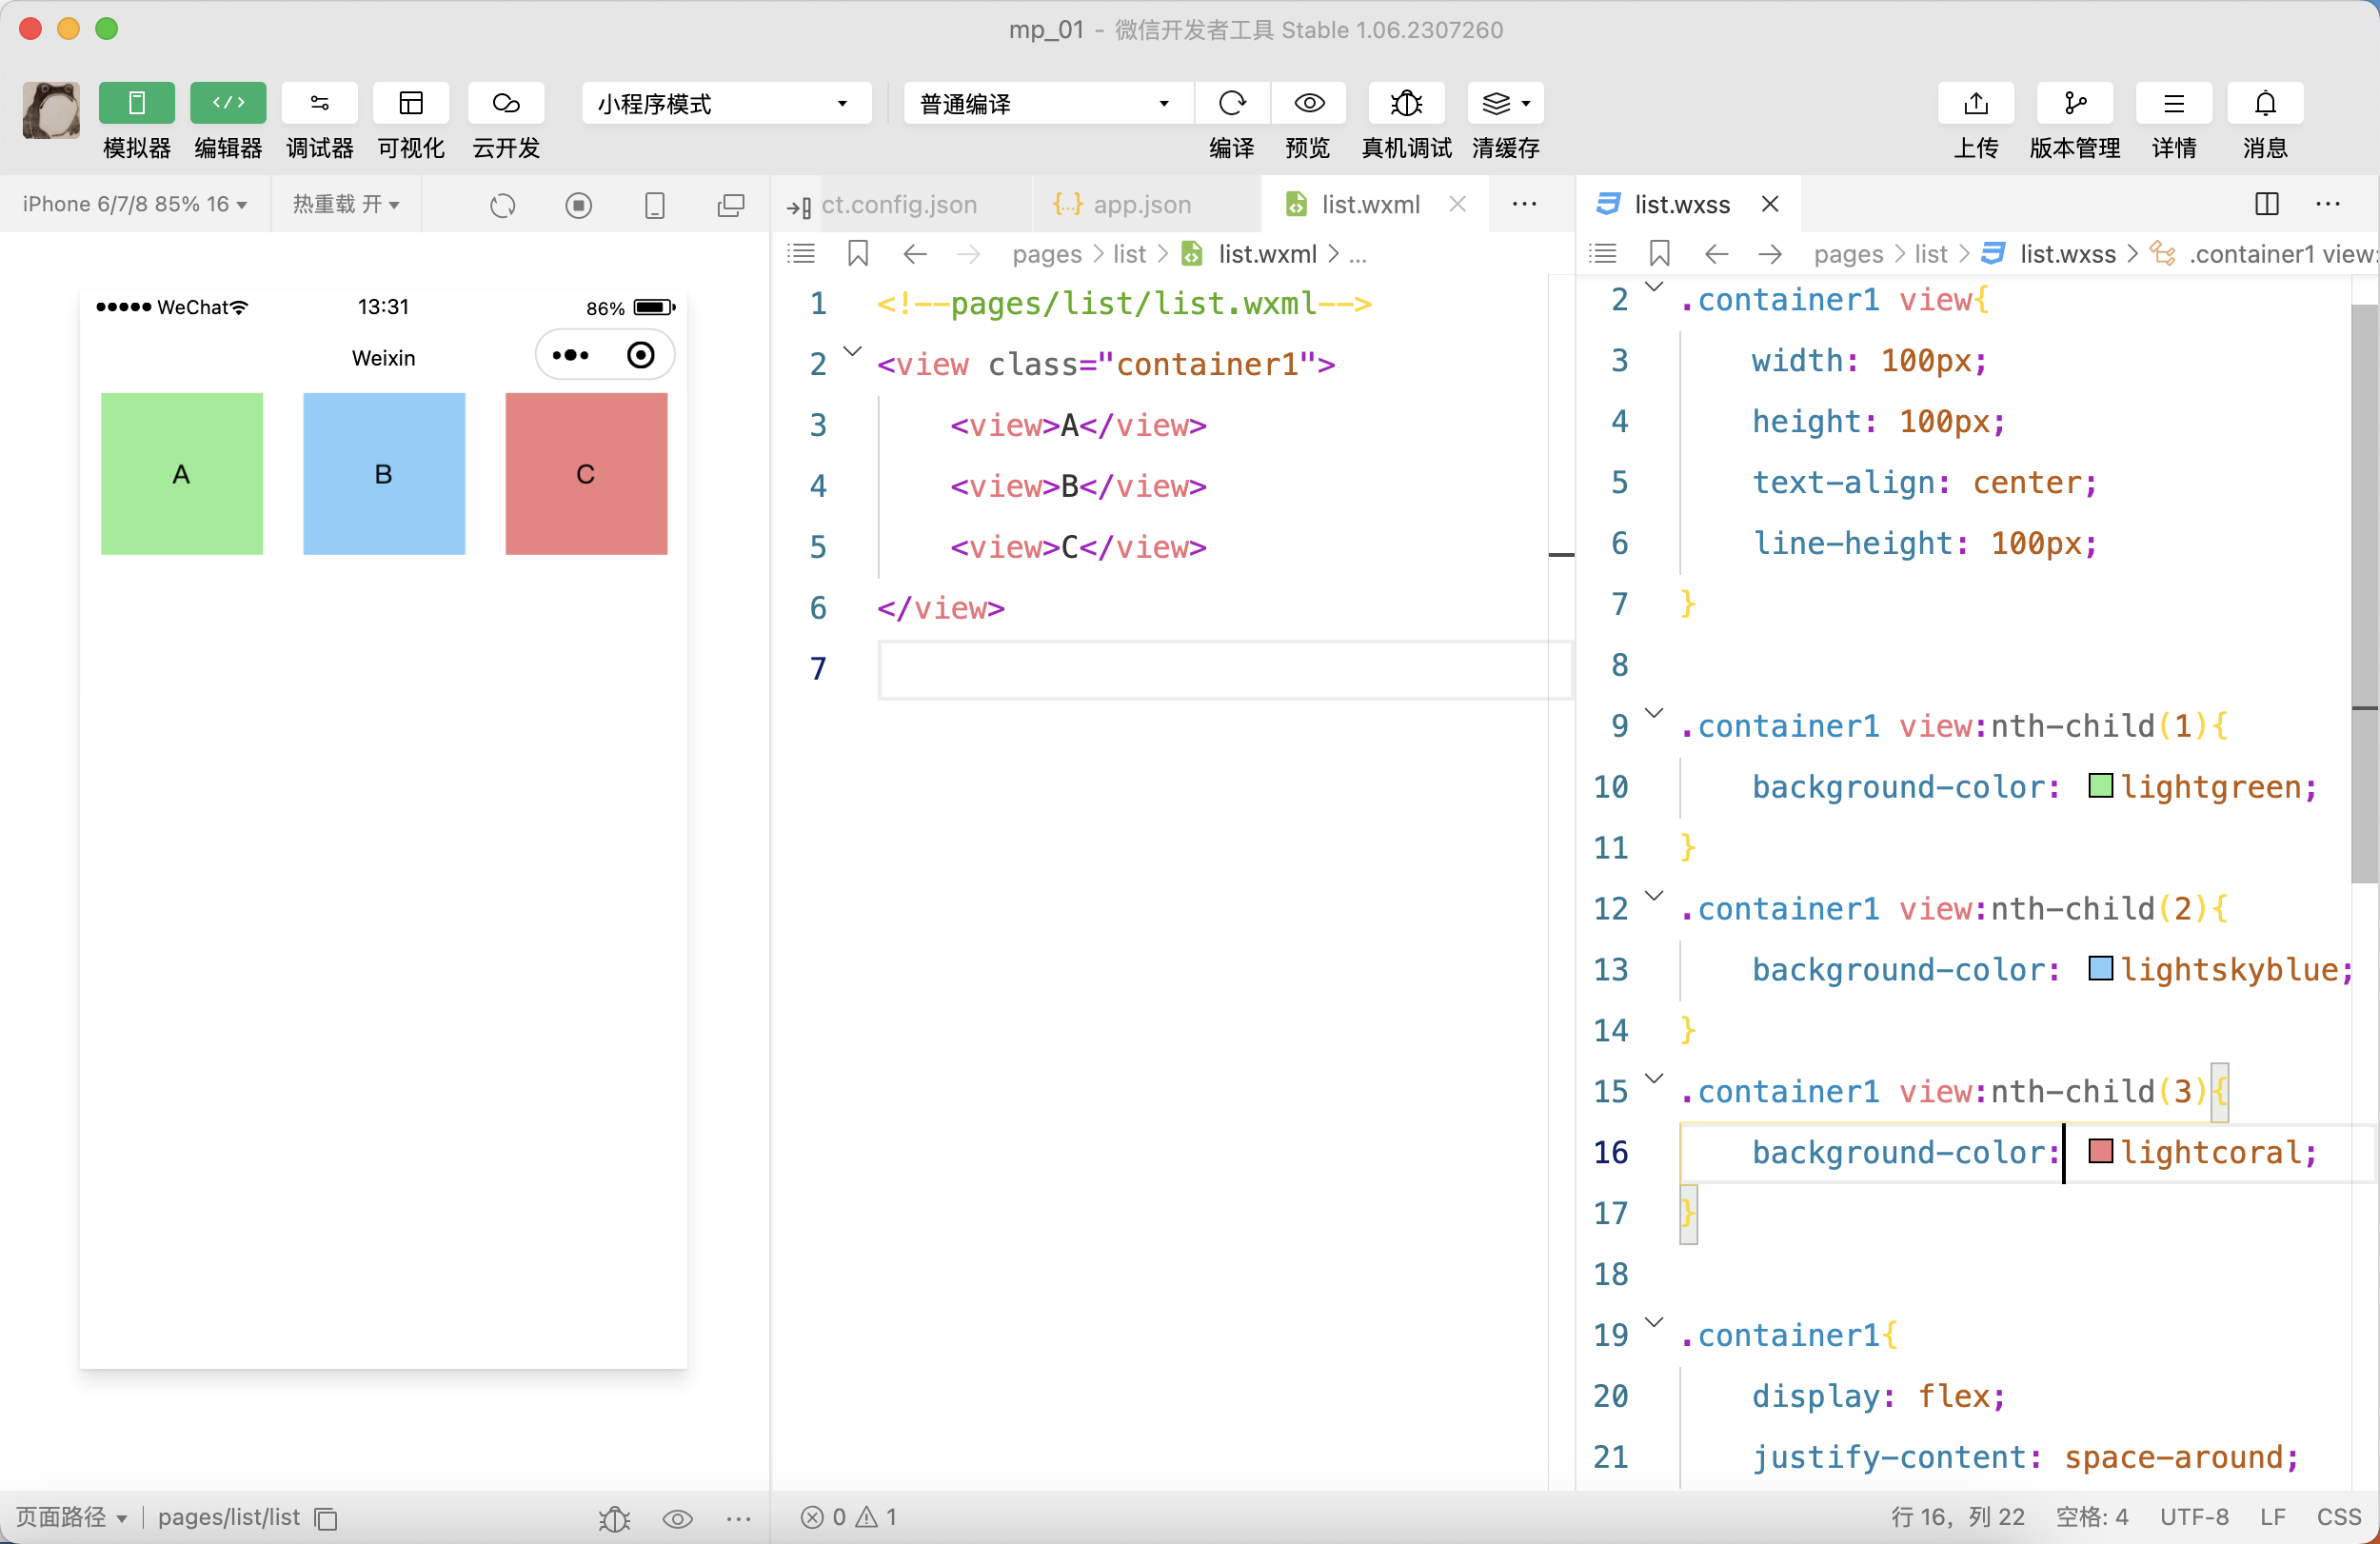 mp_01 - 微信开发者工具 Stable 1.06.2307260
模拟器 编辑器 调试器 可视化 云开发 小程序模式 普通编译 编译 预览 真机调试 清缓存 上传 版本管理 详情 消息
iPhone 6/7/8 85% 16 热重载 开
WeChat 13:31 86%
Weixin
A B C
页面路径 pages/list/list
ct.config.json {..} app.json list.wxml ...
pages > list > list.wxml > ...
1 <!--pages/list/list.wxml-->
2 <view class="container1">
3 <view>A</view>
4 <view>B</view>
5 <view>C</view>
6 </view>
7
list.wxss
pages > list > list.wxss > .container1 view:
2 .container1 view{
3 width: 100px;
4 height: 100px;
5 text-align: center;
6 line-height: 100px;
7 }
8
9 .container1 view:nth-child(1){
10 background-color: lightgreen;
11 }
12 .container1 view:nth-child(2){
13 background-color: lightskyblue;
14 }
15 .container1 view:nth-child(3){
16 background-color: lightcoral;
17 }
18
19 .container1{
20 display: flex;
21 justify-content: space-around;
0 1
行 16, 列 22 空格: 4 UTF-8 LF CSS